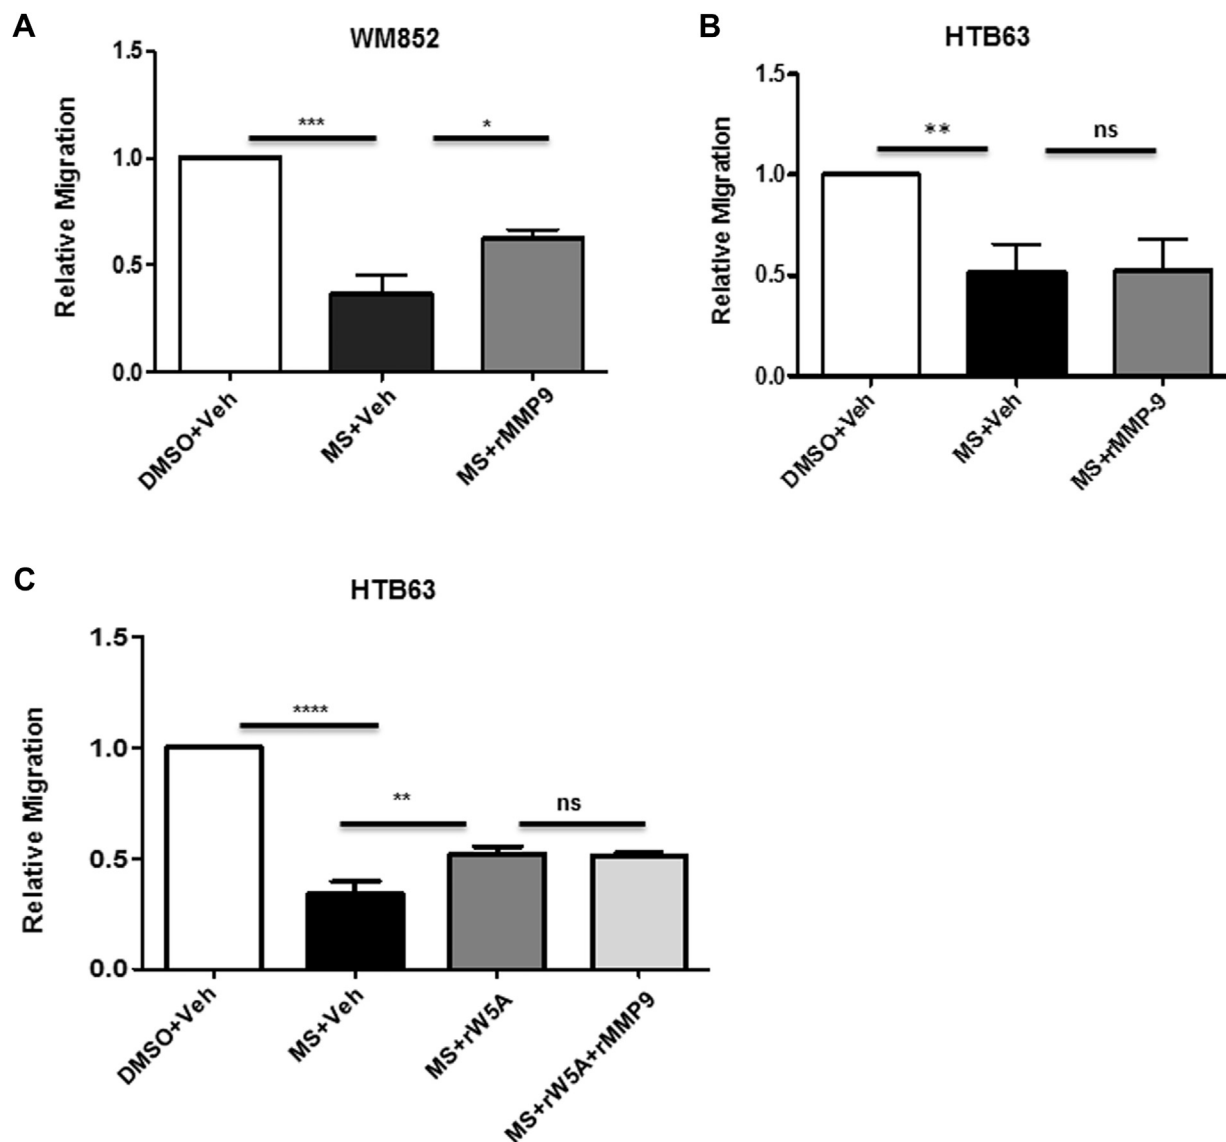 A
WM852
1.5
1.0
0.5
0.0
Relative Migration
***
*
DMSO+Veh
MS+Veh
MS+rMMP9
B
HTB63
1.5
1.0
0.5
0.0
Relative MIgration
**
ns
DMSO+Veh
MS+Veh
MS+rMMP-9
C
HTB63
1.5
1.0
0.5
0.0
Relative Migration
****
**
ns
DMSO+Veh
MS+Veh
MS+rW5A
MS+rW5A+rMMP9